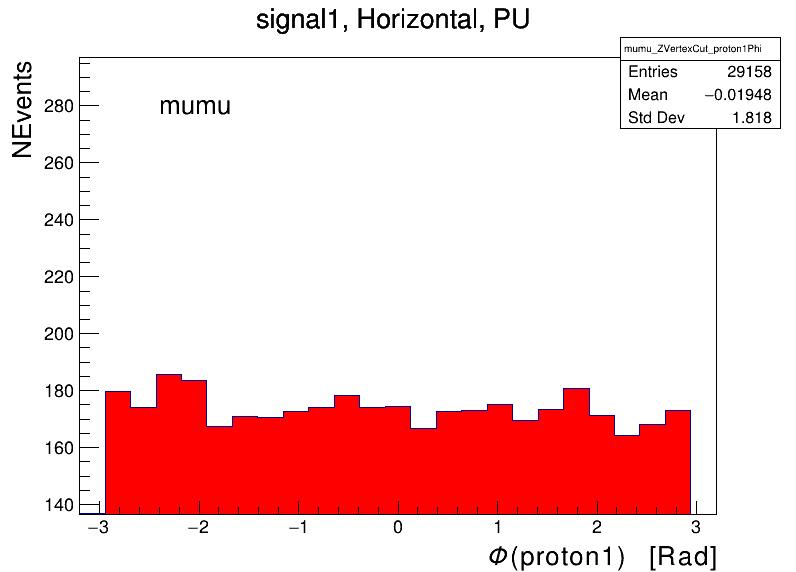 signal1, Horizontal, PU
mumu_ZVertexCut_proton1Phi
Entries 29158
Mean −0.01948
Std Dev 1.818
NEvents
mumu
280
260
240
220
200
180
160
140
−3 −2 −1 0 1 2 3
Φ(proton1) [Rad]